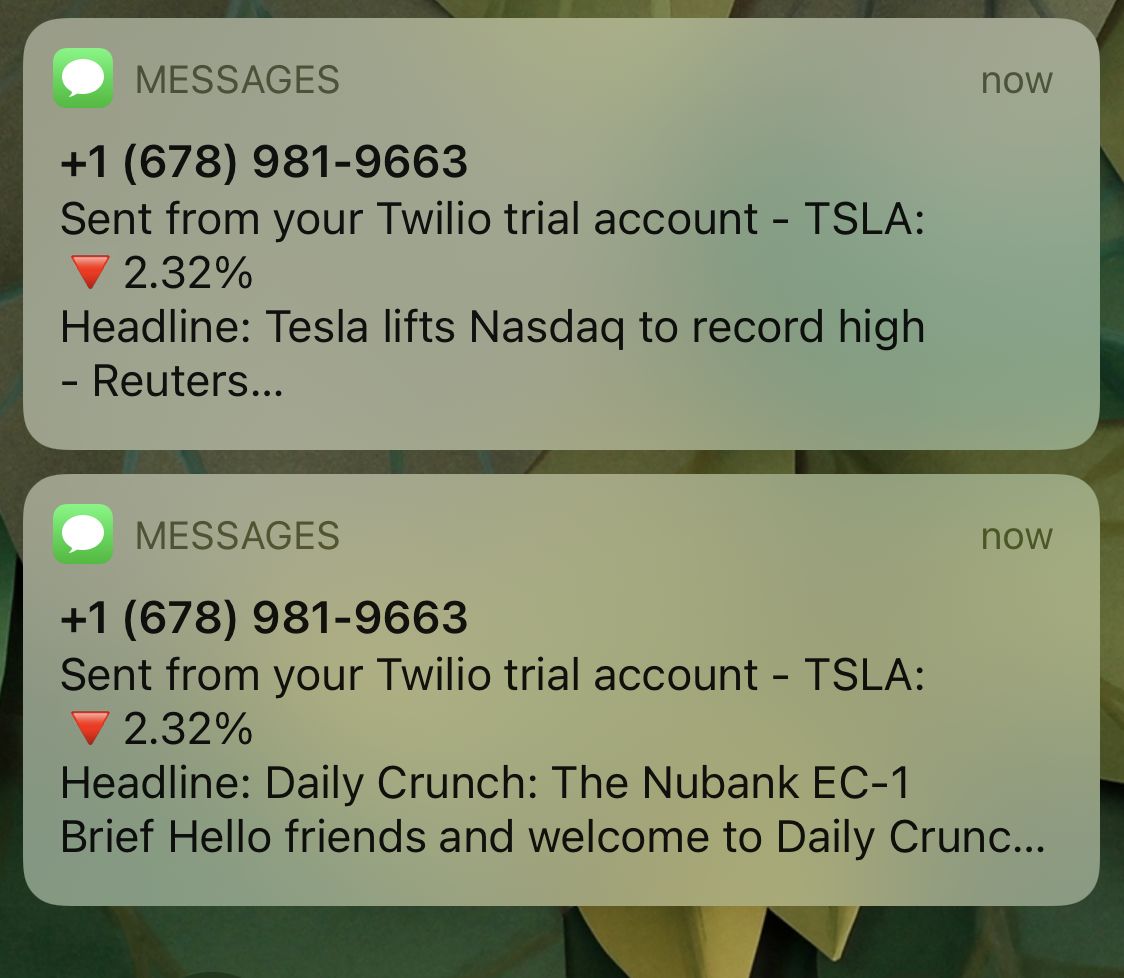 MESSAGES now
+1 (678) 981-9663
Sent from your Twilio trial account - TSLA:
🔻2.32%
Headline: Tesla lifts Nasdaq to record high
- Reuters...
MESSAGES now
+1 (678) 981-9663
Sent from your Twilio trial account - TSLA:
🔻2.32%
Headline: Daily Crunch: The Nubank EC-1
Brief Hello friends and welcome to Daily Crunc...